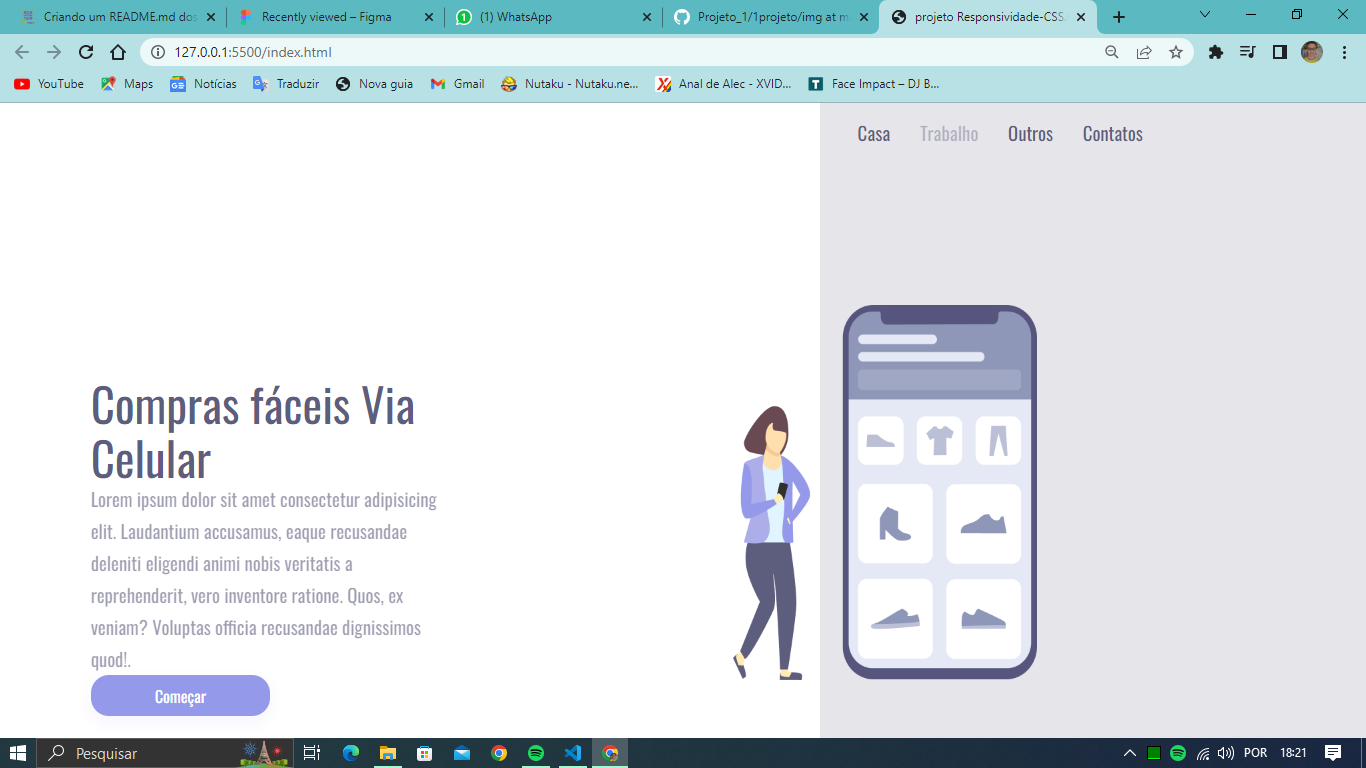 Criando um README.md dos
Recently viewed – Figma
(1) WhatsApp
Projeto_1/1projeto/img at m
projeto Responsividade-CSS
127.0.0.1:5500/index.html
YouTube
Maps
Notícias
Traduzir
Nova guia
Gmail
Nutaku - Nutaku.ne...
Anal de Alec - XVID...
Face Impact – DJ B...
Casa
Trabalho
Outros
Contatos
Compras fáceis Via
Celular
Lorem ipsum dolor sit amet consectetur adipisicing
elit. Laudantium accusamus, eaque recusandae
deleniti eligendi animi nobis veritatis a
reprehenderit, vero inventore ratione. Quos, ex
veniam? Voluptas officia recusandae dignissimos
quod!.
Começar
Pesquisar
POR
18:21